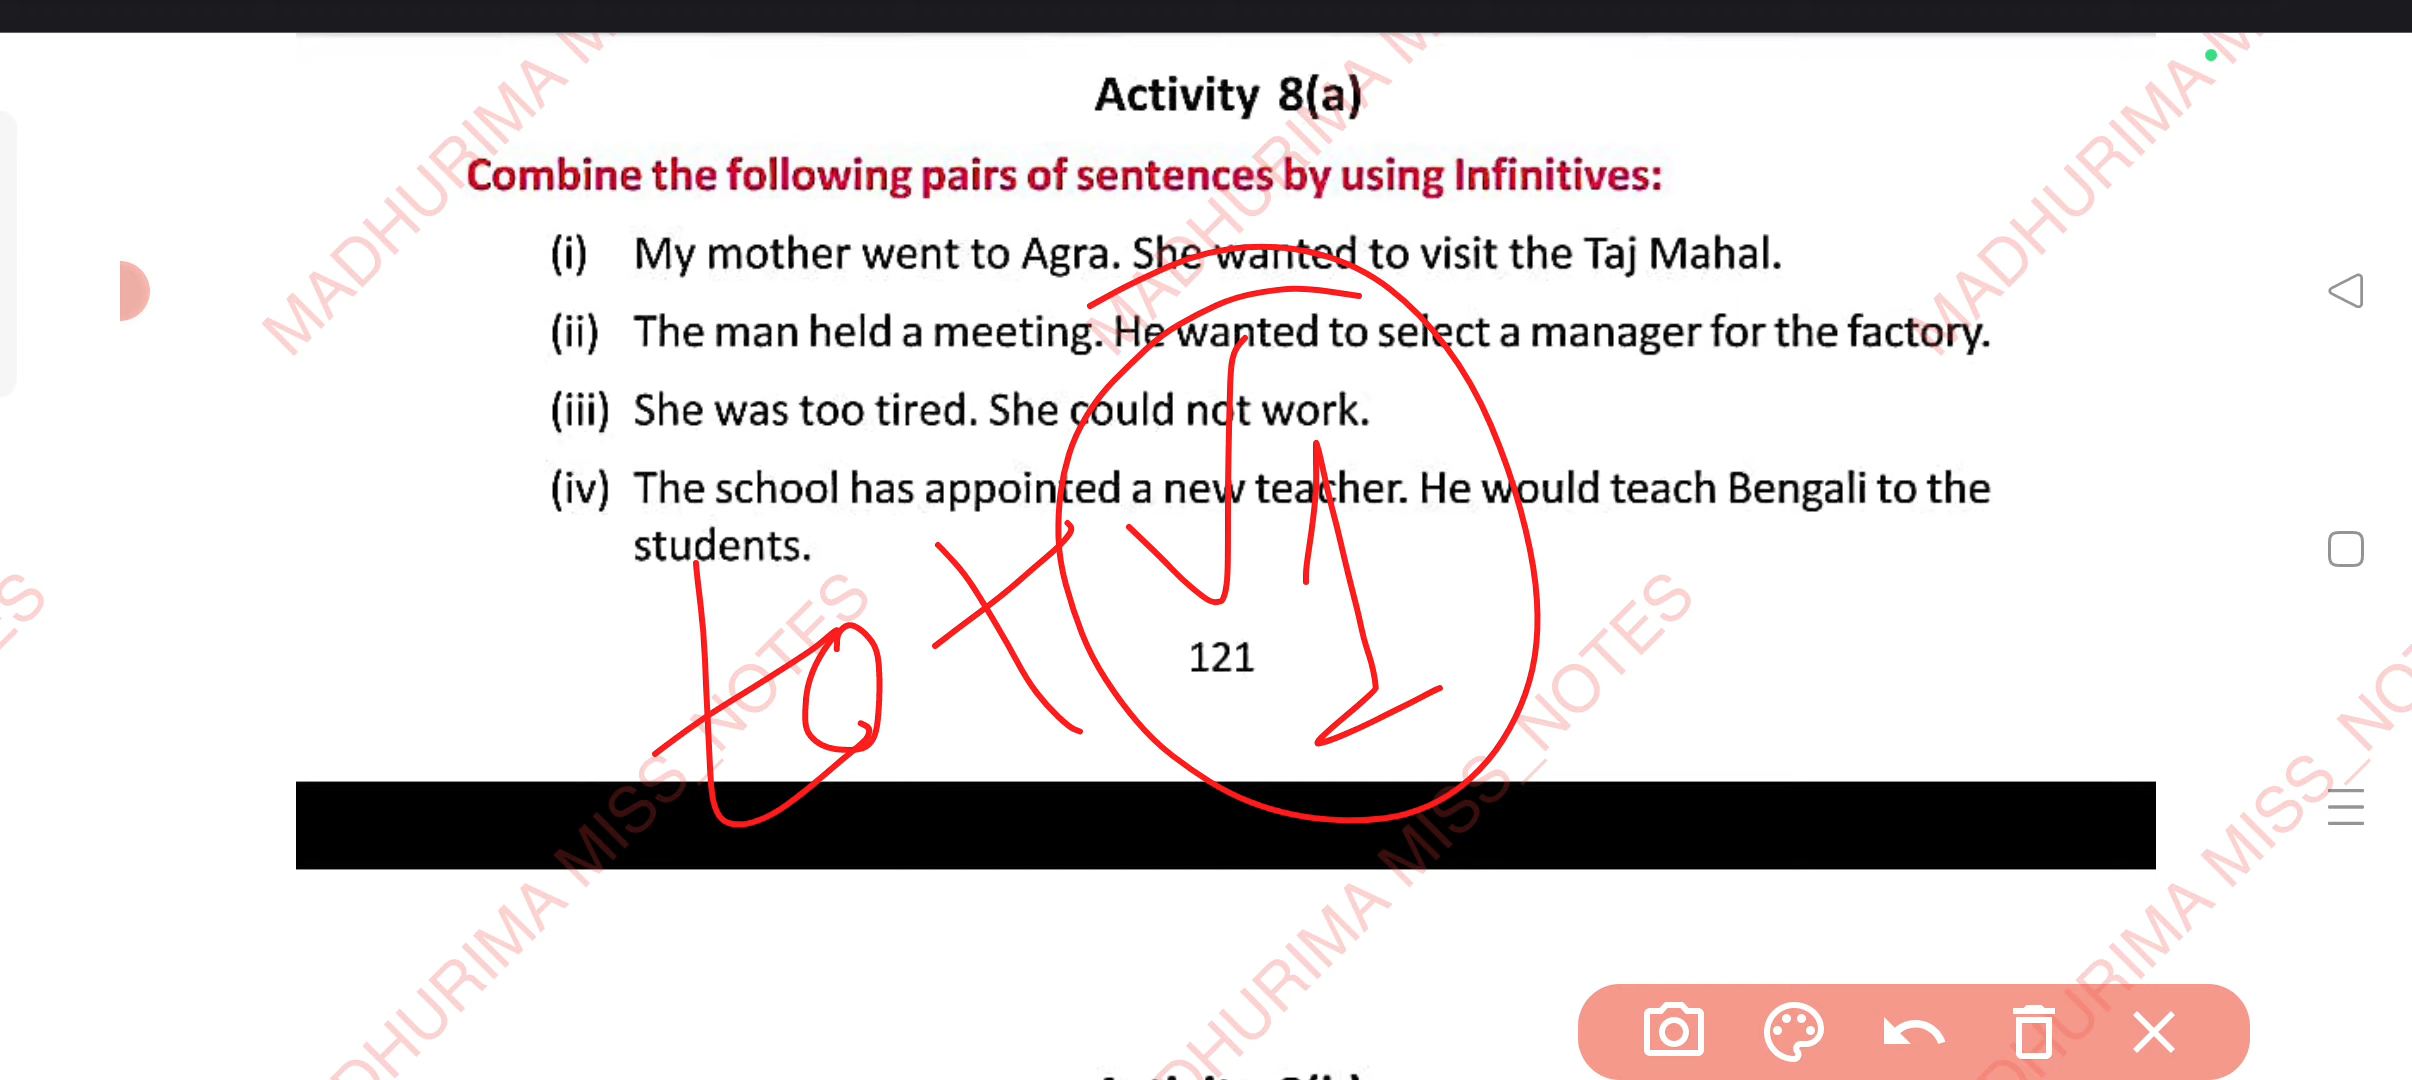 Activity 8(a)
Combine the following pairs of sentences by using Infinitives:
(i) My mother went to Agra. She wanted to visit the Taj Mahal.
(ii) The man held a meeting. He wanted to select a manager for the factory.
(iii) She was too tired. She could not work.
(iv) The school has appointed a new teacher. He would teach Bengali to the
students.
to + V1
121
MADHURIMA MISS_NOTES